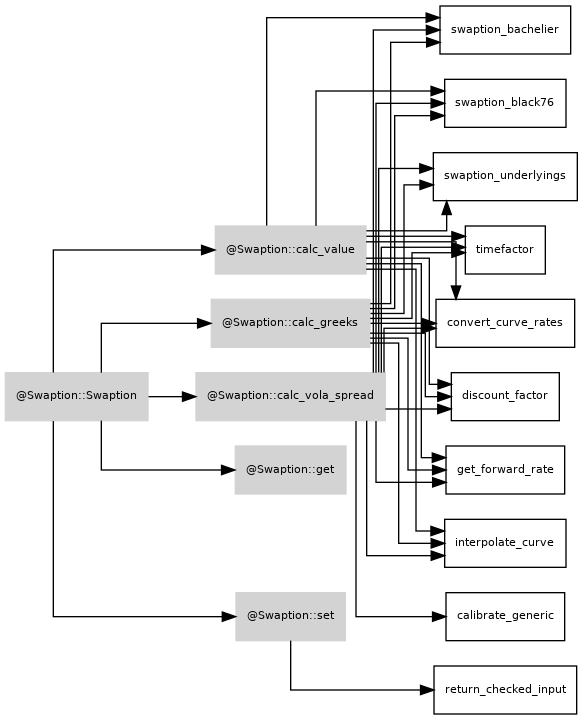 swaption_bachelier
swaption_black76
swaption_underlyings
@Swaption::calc_value
timefactor
@Swaption::calc_greeks
convert_curve_rates
@Swaption::Swaption
@Swaption::calc_vola_spread
discount_factor
@Swaption::get
get_forward_rate
interpolate_curve
@Swaption::set
calibrate_generic
return_checked_input